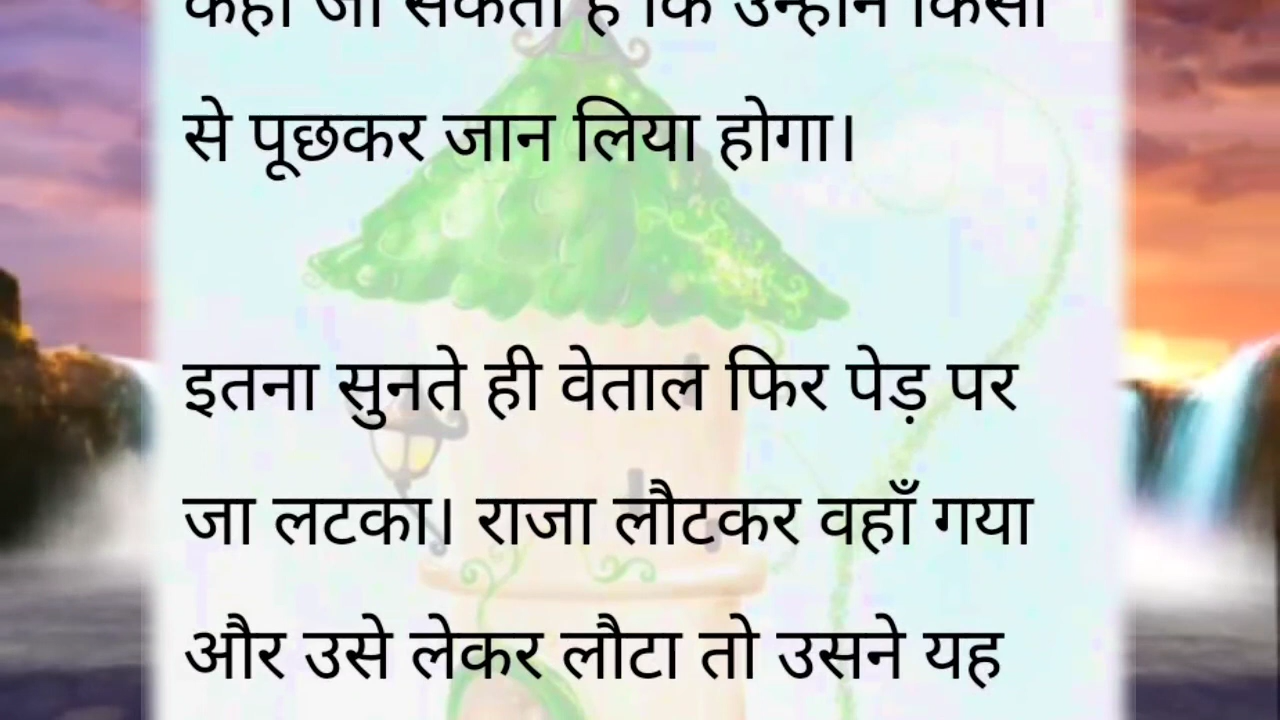 कहा जा सकता है कि उन्होंने किसी
से पूछकर जान लिया होगा।
इतना सुनते ही वेताल फिर पेड़ पर
जा लटका। राजा लौटकर वहाँ गया
और उसे लेकर लौटा तो उसने यह